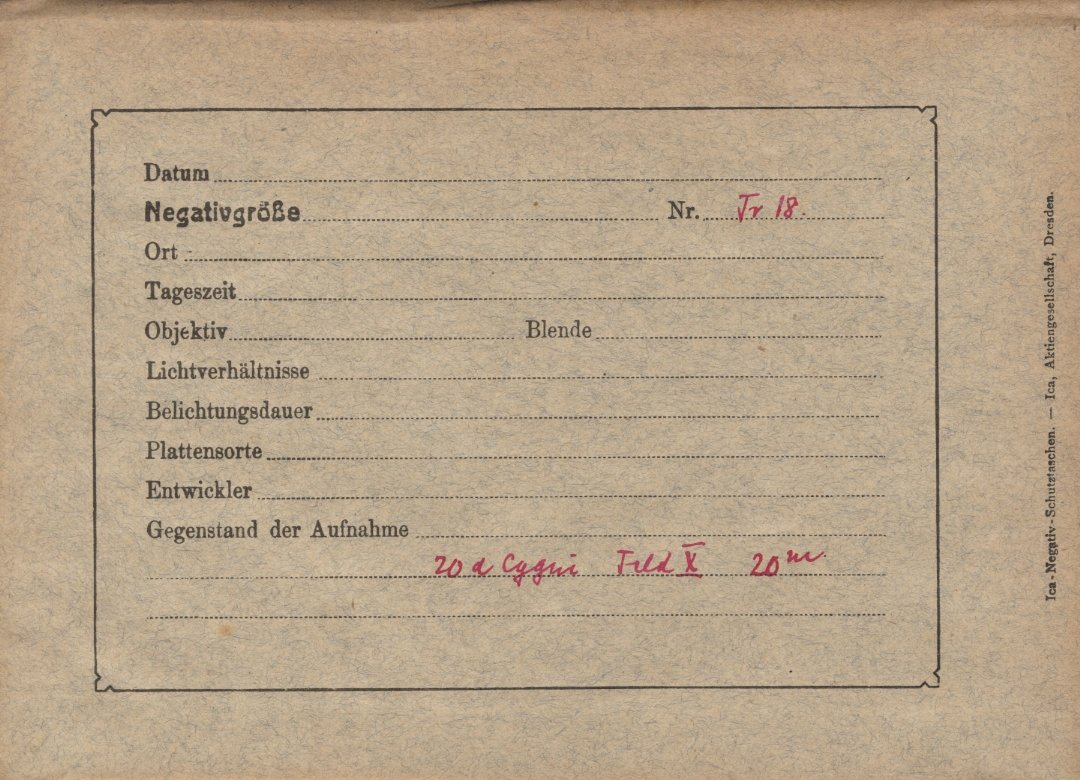 Datum
Negativgröße Nr. Tr 18.
Ort
Tageszeit
Objektiv Blende
Lichtverhältnisse
Belichtungsdauer
Plattensorte
Entwickler
Gegenstand der Aufnahme
20 d Cygni Feld X 20m
Ica-Negativ-Schutztaschen. — Ica, Aktiengesellschaft, Dresden.